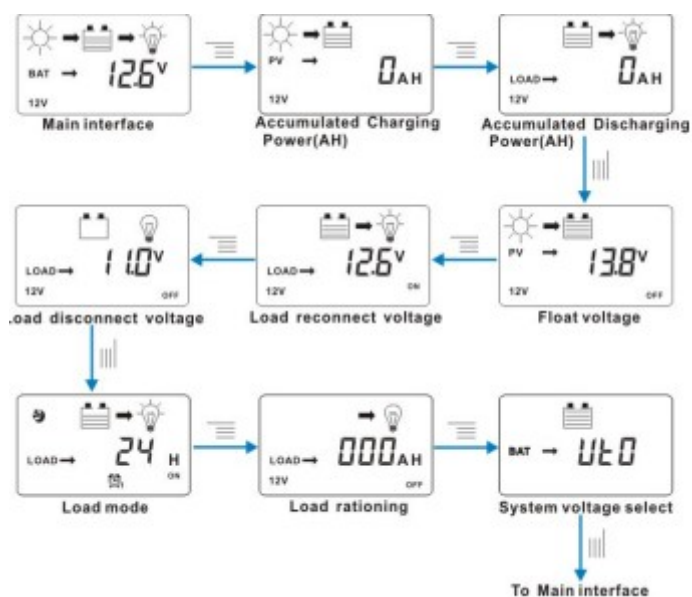 BAT → 12.6V
12V
Main interface
PV →
0AH
12V
Accumulated Charging
Power(AH)
LOAD→ 0AH
12V
Accumulated Discharging
Power(AH)
LOAD→ 11.0V
12V OFF
oad disconnect voltage
LOAD→ 12.6V
12V ON
Load reconnect voltage
PV → 13.8V
12V OFF
Float voltage
LOAD→ 24 H
ON
Load mode
LOAD→ 000AH
12V OFF
Load rationing
BAT → Ut0
System voltage select
To Main interface